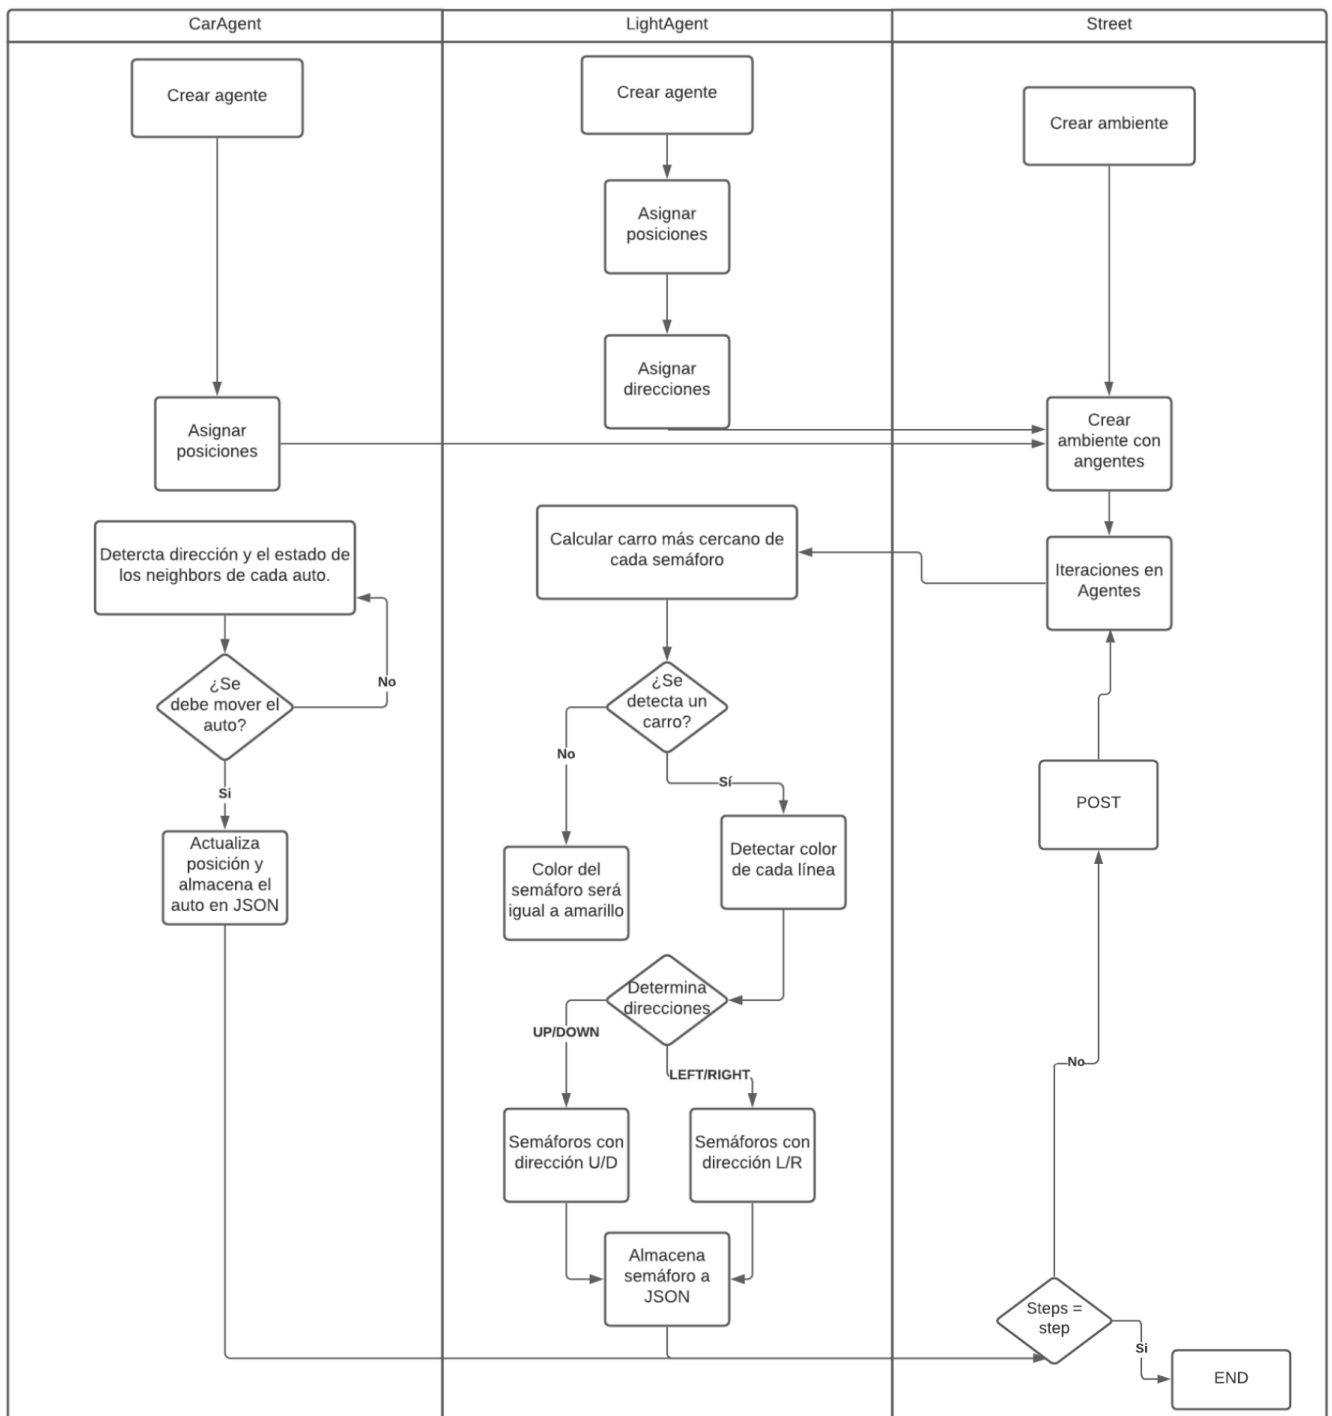 CarAgent
LightAgent
Street
Crear agente
Crear agente
Crear ambiente
Asignar
posiciones
Asignar
direcciones
Asignar
posiciones
Crear
ambiente con
angentes
Detercta dirección y el estado de
los neighbors de cada auto.
Calcular carro más cercano de
cada semáforo
Iteraciones en
Agentes
¿Se
debe mover el
auto?
No
¿Se
detecta un
carro?
No
Sí
Si
POST
Actualiza
posición y
almacena el
auto en JSON
Color del
semáforo será
igual a amarillo
Detectar color
de cada línea
Determina
direcciones
UP/DOWN
LEFT/RIGHT
No
Semáforos con
dirección U/D
Semáforos con
dirección L/R
Almacena
semáforo a
JSON
Steps =
step
Si
END